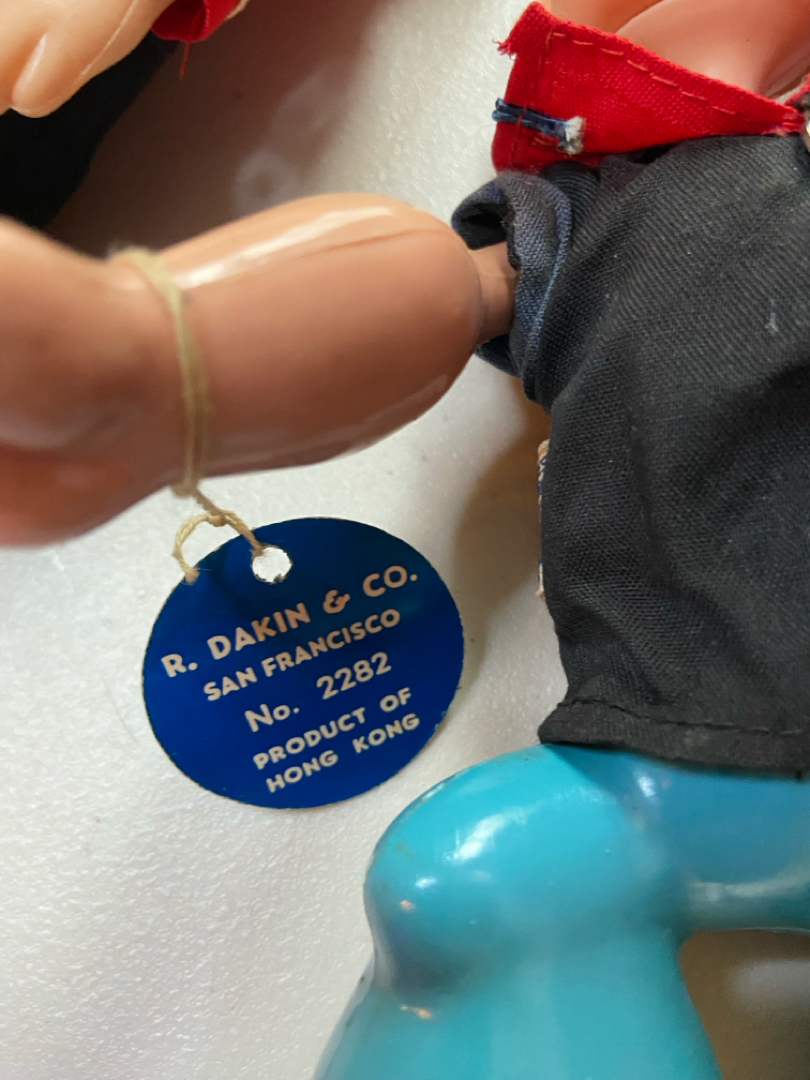 R. DAKIN & CO.
SAN FRANCISCO
No. 2282
PRODUCT OF
HONG KONG